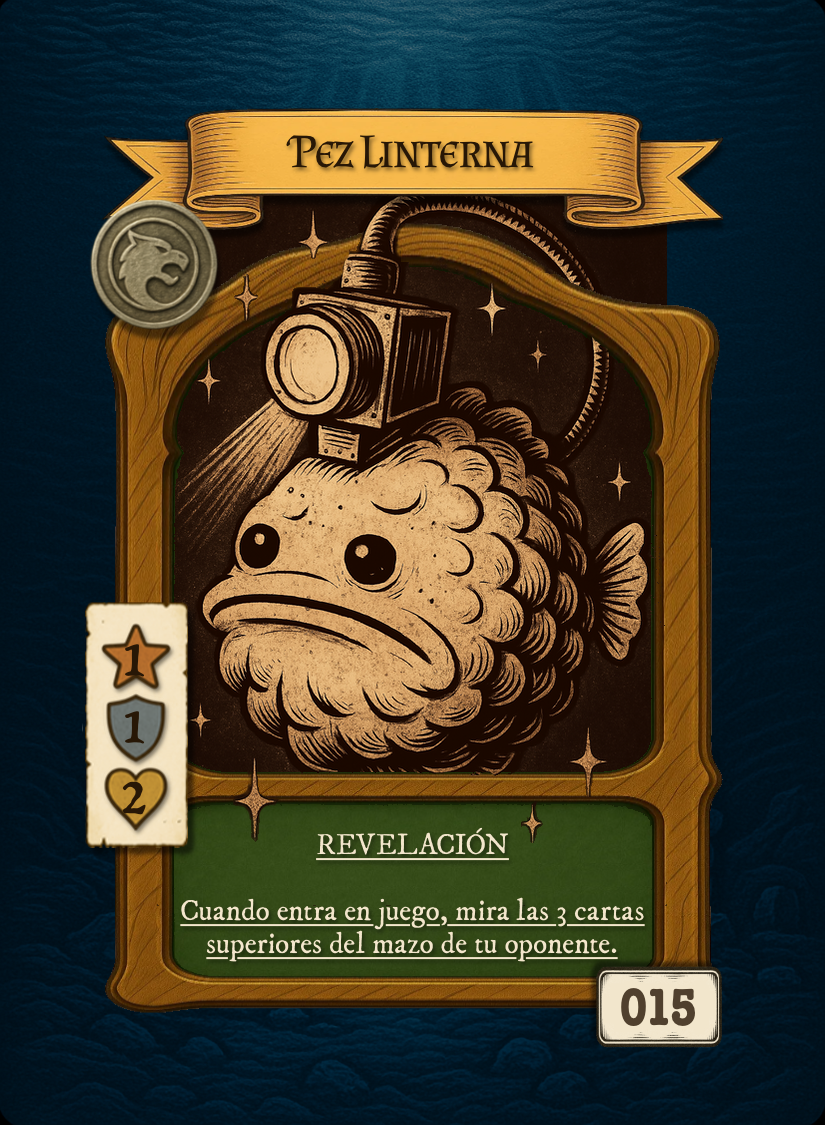 Pez Linterna
1
1
2
REVELACIÓN
Cuando entra en juego, mira las 3 cartas
superiores del mazo de tu oponente.
015